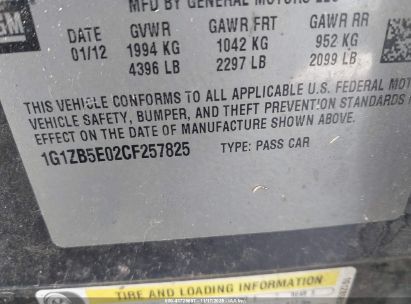 GM
BY GENERAL MOTORS LLC
DATE GVWR GAWR FRT GAWR RR
01/12 1994 KG 1042 KG 952 KG
4396 LB 2297 LB 2099 LB
THIS VEHICLE CONFORMS TO ALL APPLICABLE U.S. FEDERAL MOTOR
VEHICLE SAFETY, BUMPER, AND THEFT PREVENTION STANDARDS
EFFECT ON THE DATE OF MANUFACTURE SHOWN ABOVE.
1G1ZB5E02CF257825 TYPE: PASS CAR
TIRE AND LOADING INFORMATION